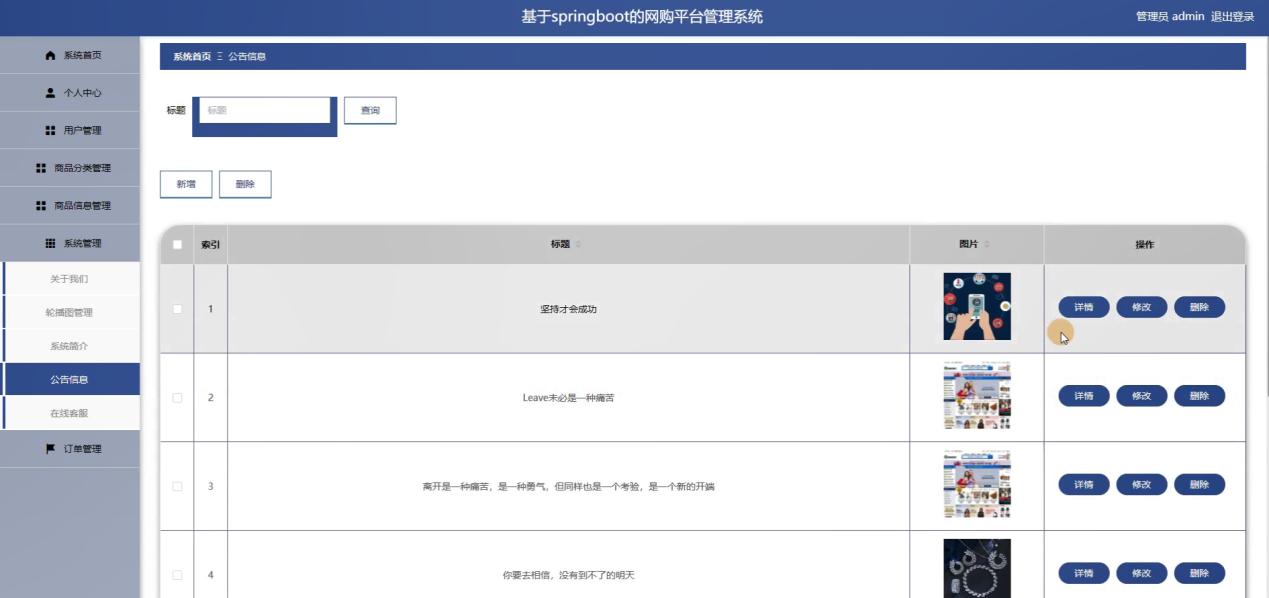 基于springboot的网购平台管理系统
管理员 admin 退出登录
系统首页
个人中心
用户管理
商品分类管理
商品信息管理
系统管理
关于我们
轮播图管理
系统简介
公告信息
在线客服
订单管理
系统首页 Ξ 公告信息
标题 标题 查询
新增 删除
索引 标题 图片 操作
1 坚持才会成功 详情 修改 删除
2 Leave未必是一种痛苦 详情 修改 删除
3 离开是一种痛苦，是一种勇气，但同样也是一个考验，是一个新的开端 详情 修改 删除
4 你要去相信，没有到不了的明天 详情 修改 删除